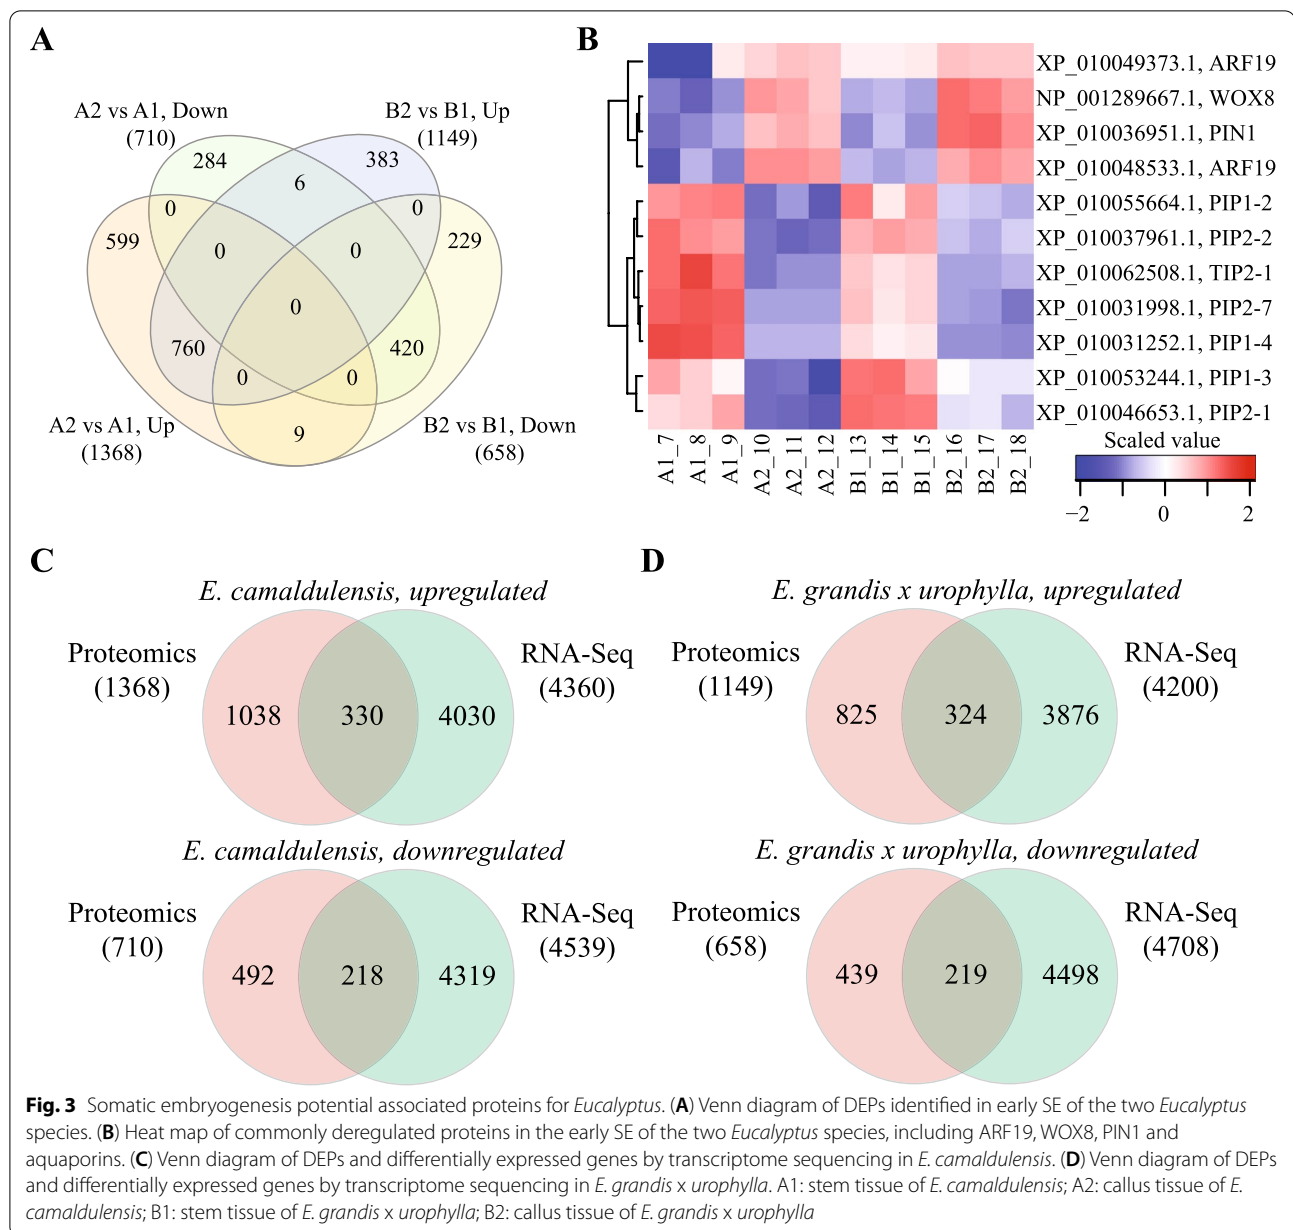 A
A2 vs A1, Down
(710)
B2 vs B1, Up
(1149)
284
6
383
0
0
599
0
0
229
0
760
420
0
0
A2 vs A1, Up
(1368)
9
B2 vs B1, Down
(658)
B
XP_010049373.1, ARF19
NP_001289667.1, WOX8
XP_010036951.1, PIN1
XP_010048533.1, ARF19
XP_010055664.1, PIP1-2
XP_010037961.1, PIP2-2
XP_010062508.1, TIP2-1
XP_010031998.1, PIP2-7
XP_010031252.1, PIP1-4
XP_010053244.1, PIP1-3
XP_010046653.1, PIP2-1
A1_7
A1_8
A1_9
A2_10
A2_11
A2_12
B1_13
B1_14
B1_15
B2_16
B2_17
B2_18
Scaled value
−2 0 2
C
E. camaldulensis, upregulated
Proteomics
(1368)
RNA-Seq
(4360)
1038 330 4030
E. camaldulensis, downregulated
Proteomics
(710)
RNA-Seq
(4539)
492 218 4319
D
E. grandis x urophylla, upregulated
Proteomics
(1149)
RNA-Seq
(4200)
825 324 3876
E. grandis x urophylla, downregulated
Proteomics
(658)
RNA-Seq
(4708)
439 219 4498
Fig. 3 Somatic embryogenesis potential associated proteins for Eucalyptus. (A) Venn diagram of DEPs identified in early SE of the two Eucalyptus
species. (B) Heat map of commonly deregulated proteins in the early SE of the two Eucalyptus species, including ARF19, WOX8, PIN1 and
aquaporins. (C) Venn diagram of DEPs and differentially expressed genes by transcriptome sequencing in E. camaldulensis. (D) Venn diagram of DEPs
and differentially expressed genes by transcriptome sequencing in E. grandis x urophylla. A1: stem tissue of E. camaldulensis; A2: callus tissue of E.
camaldulensis; B1: stem tissue of E. grandis x urophylla; B2: callus tissue of E. grandis x urophylla